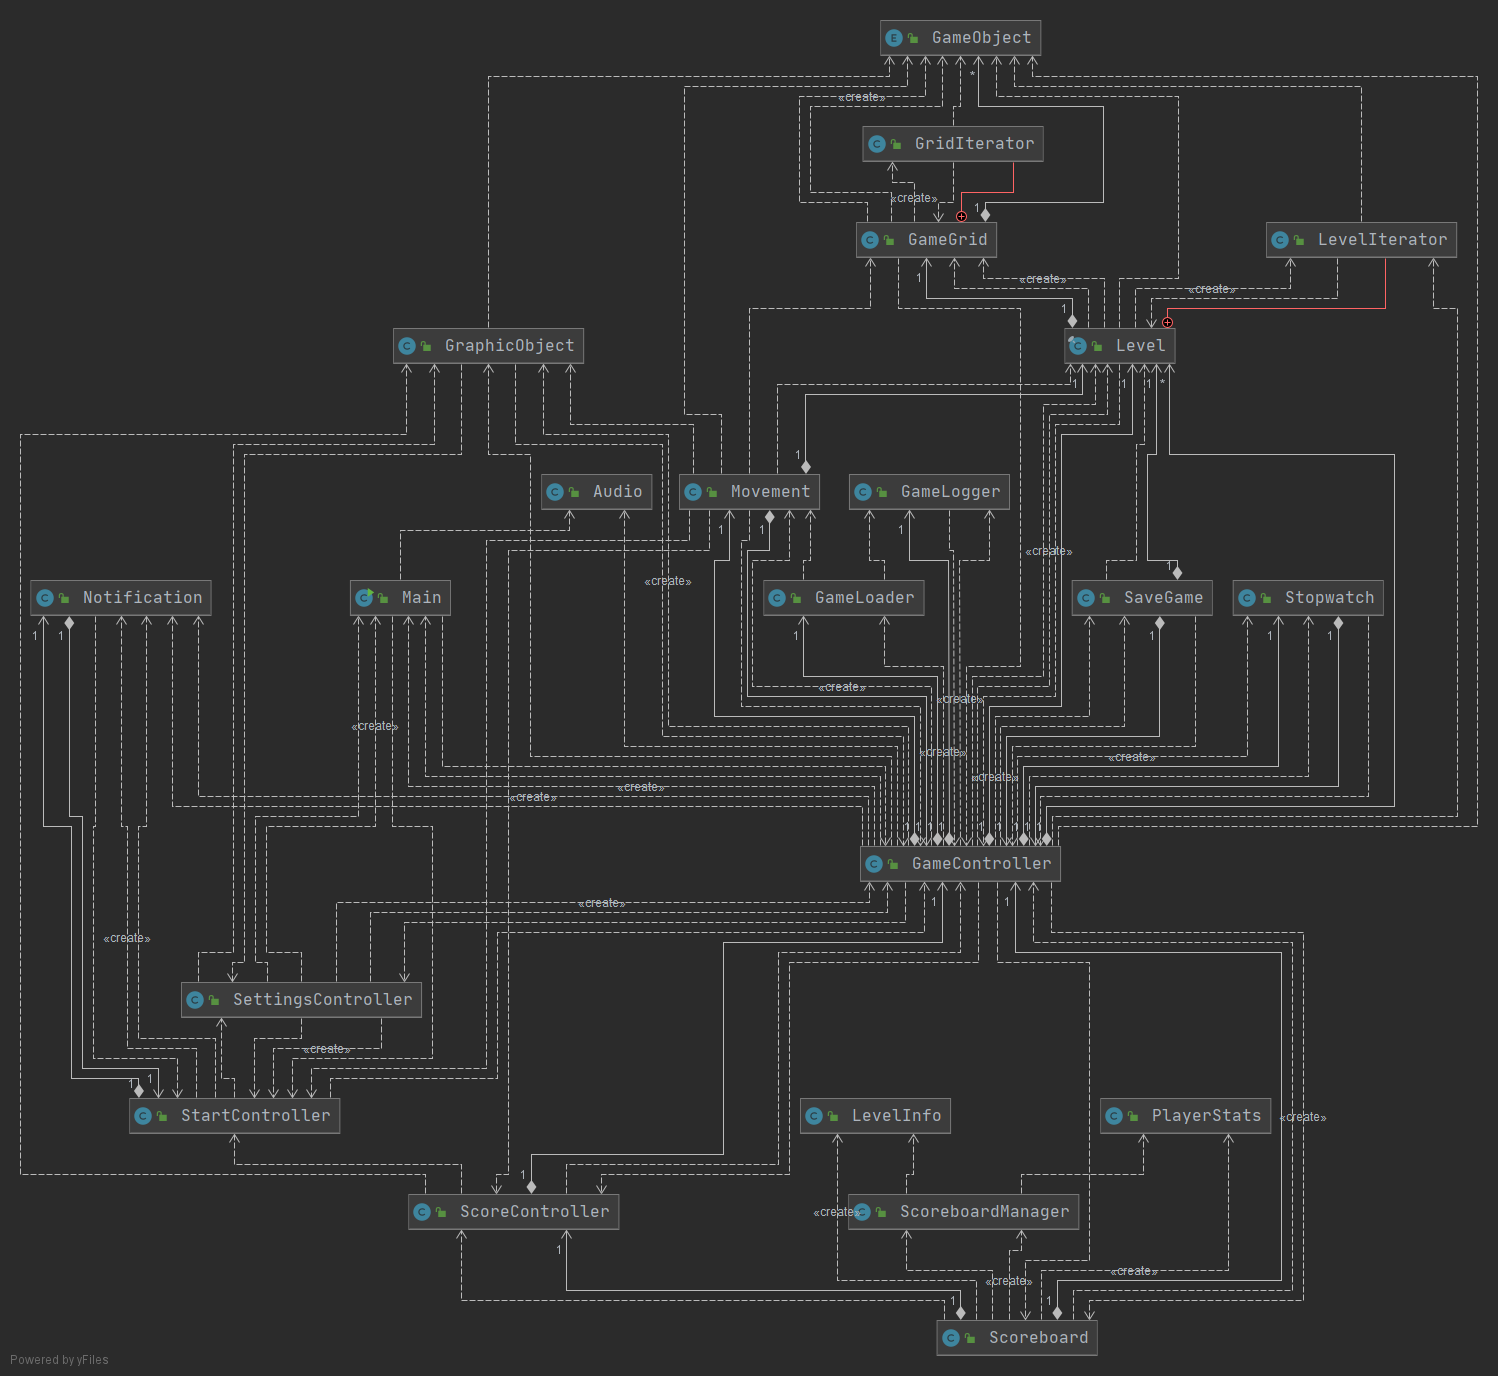 GameObject
*
«create»
GridIterator
«create»
1
GameGrid
LevelIterator
1
«create»
«create»
1
GraphicObject
Level
1
1
1
*
1
Audio
Movement
GameLogger
1
1
1
«create»
«create»
1
Notification
Main
GameLoader
SaveGame
Stopwatch
1
1
1
1
1
1
«create»
«create»
«create»
«create»
«create»
«create»
«create»
«create»
GameController
1
1
«create»
«create»
SettingsController
«create»
1
1
StartController
LevelInfo
PlayerStats
«create»
1
ScoreController
«create»
ScoreboardManager
1
«create»
«create»
1
1
Scoreboard
Powered by yFiles